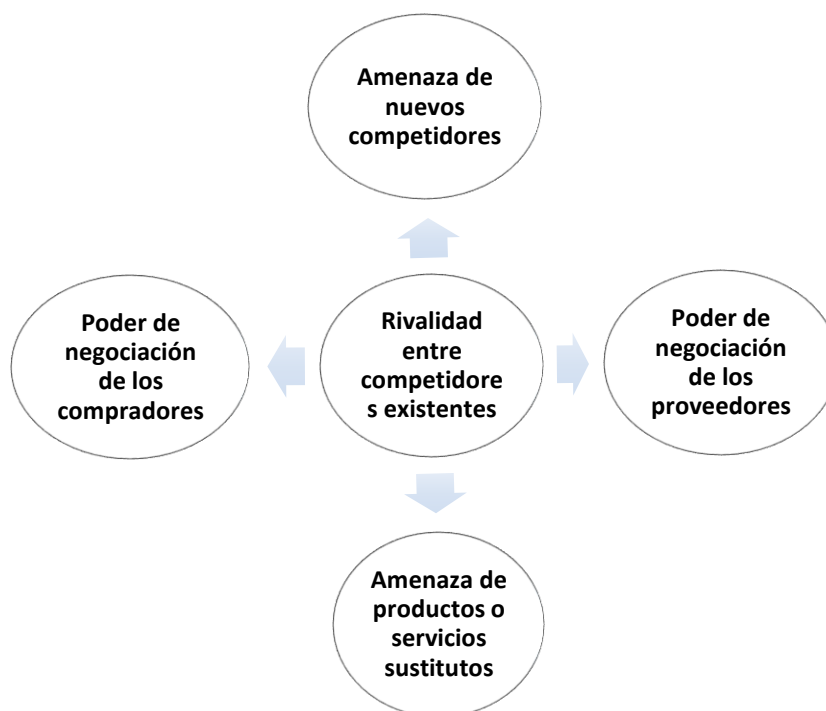 Amenaza de
nuevos
competidores
Poder de
negociación
de los
compradores
Rivalidad
entre
competidore
s existentes
Poder de
negociación
de los
proveedores
Amenaza de
productos o
servicios
sustitutos